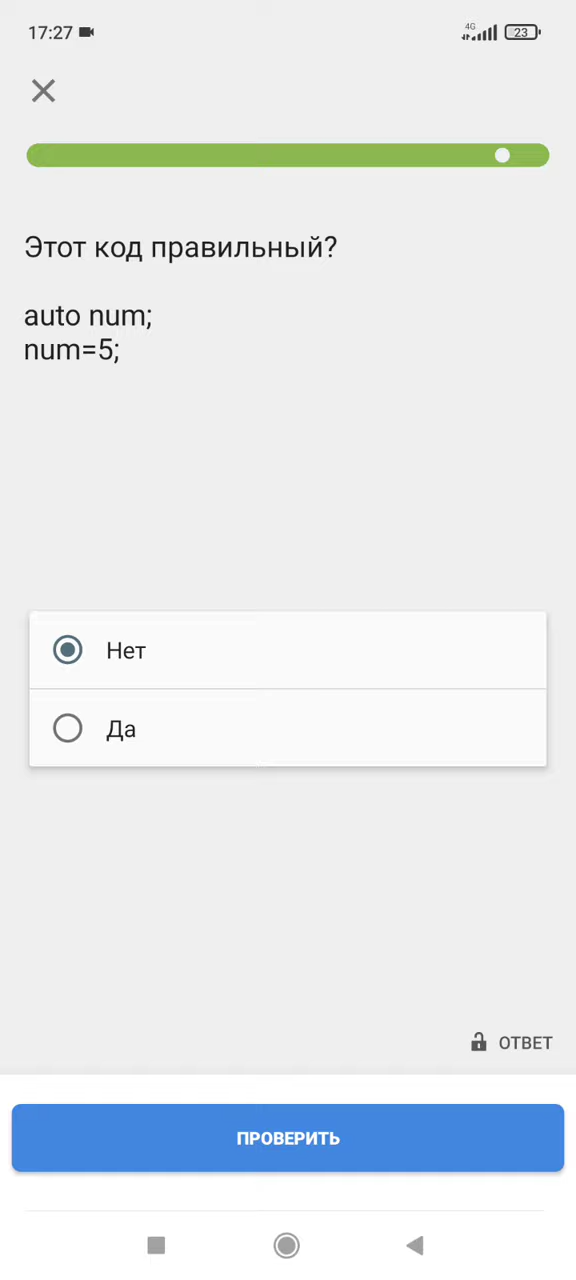 17:27
4G
23
Этот код правильный?
auto num;
num=5;
Нет
Да
ОТВЕТ
ПРОВЕРИТЬ